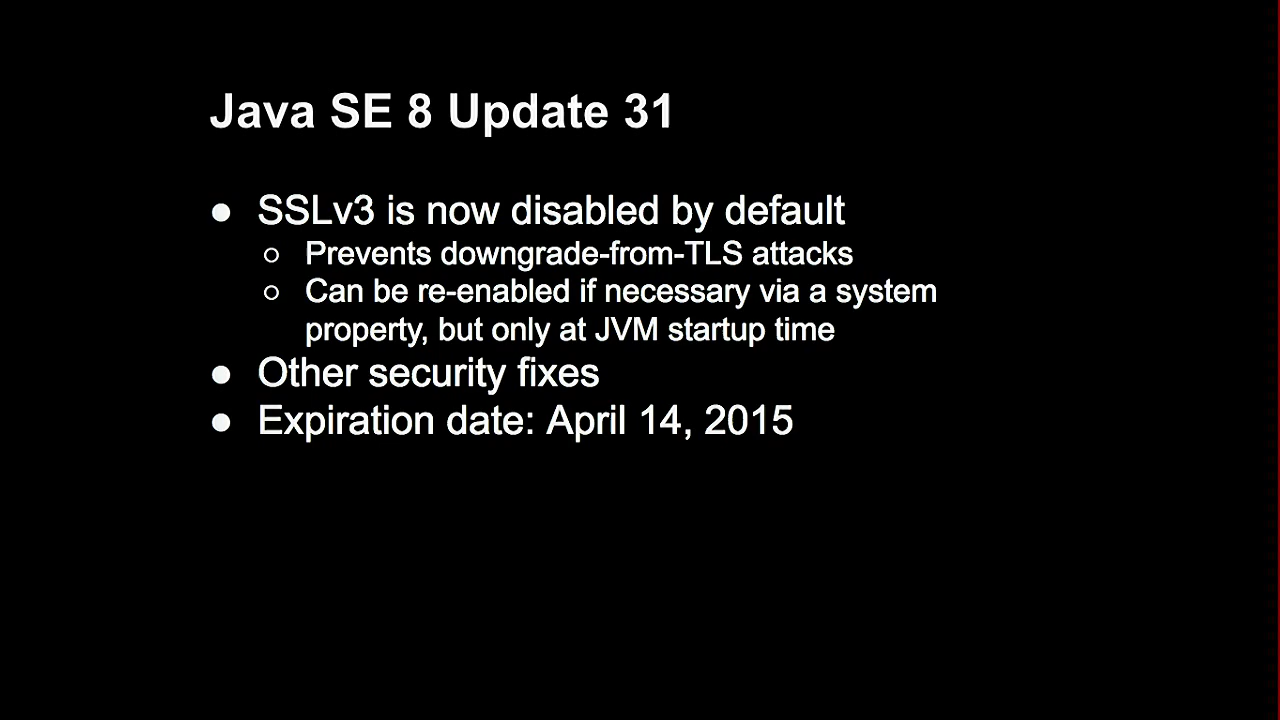 Java SE 8 Update 31
● SSLv3 is now disabled by default
○ Prevents downgrade-from-TLS attacks
○ Can be re-enabled if necessary via a system
property, but only at JVM startup time
● Other security fixes
● Expiration date: April 14, 2015